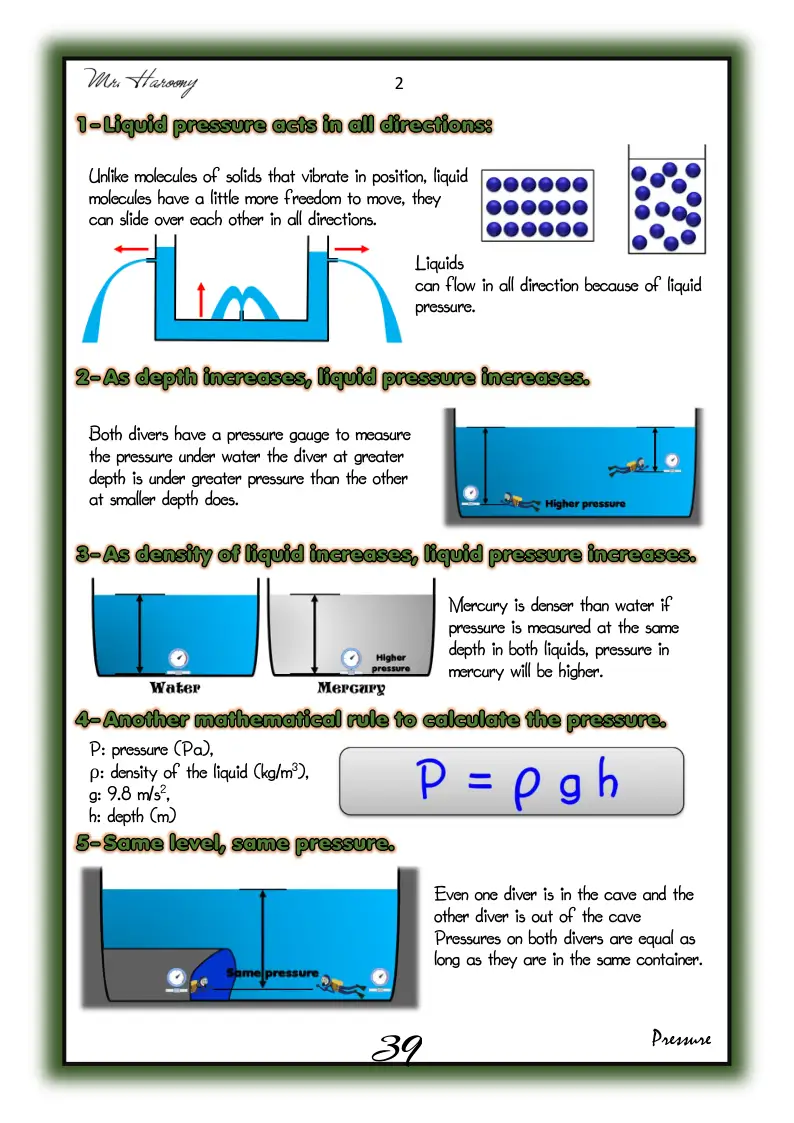 Mr. Haroony
2
1-Liquid pressure acts in all directions:
Unlike molecules of solids that vibrate in position, liquid
molecules have a little more freedom to move, they
can slide over each other in all directions.
Liquids
can flow in all direction because of liquid
pressure.
2-As depth increases, liquid pressure increases.
Both divers have a pressure gauge to measure
the pressure under water the diver at greater
depth is under greater pressure than the other
at smaller depth does.
Higher pressure
3-As density of liquid increases, liquid pressure increases.
Mercury is denser than water if
pressure is measured at the same
depth in both liquids, pressure in
mercury will be higher.
Higher
pressure
Water
Mercury
4-Another mathematical rule to calculate the pressure.
P: pressure (Pa),
ρ: density of the liquid (kg/m³),
g: 9.8 m/s²,
h: depth (m)
P = ρ g h
5-Same level, same pressure.
Even one diver is in the cave and the
other diver is out of the cave
Pressures on both divers are equal as
long as they are in the same container.
Same pressure
39
Pressure